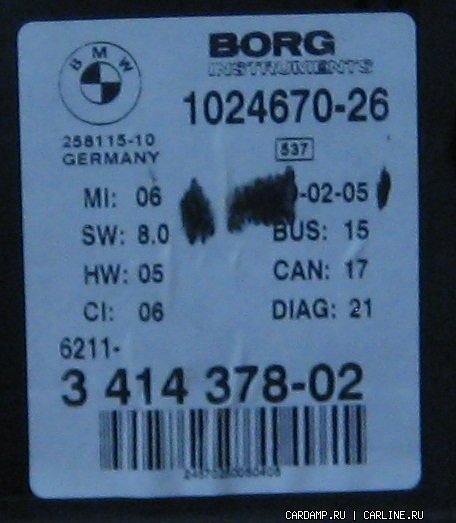 BMW
BORG
INSTRUMENTS
1024670-26
258115-10
GERMANY
537
MI: 06
-02-05
SW: 8.0
BUS: 15
HW: 05
CAN: 17
CI: 06
DIAG: 21
6211-
3 414 378-02
CARDAMP.RU | CARLINE.RU